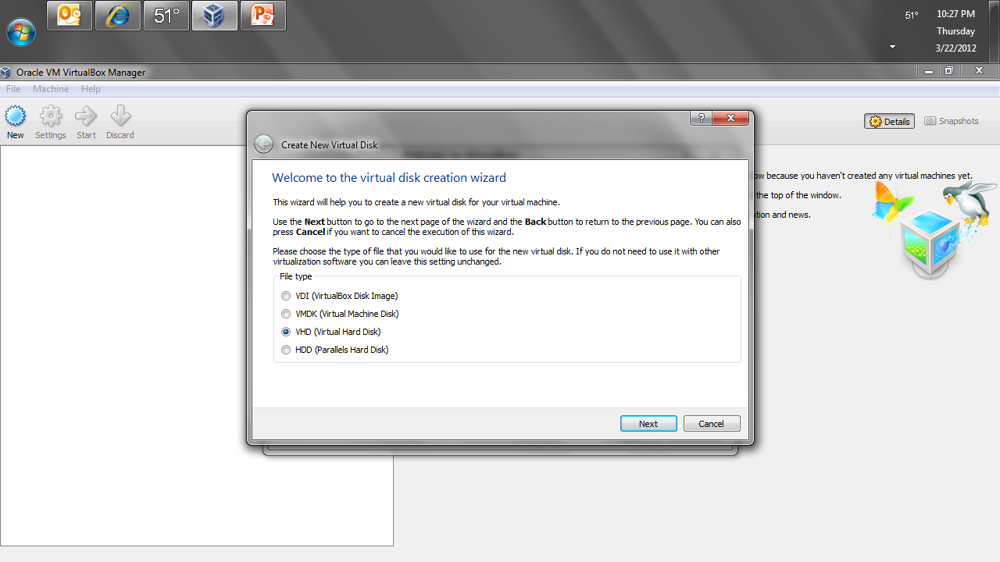 51°
51°
10:27 PM
Thursday
3/22/2012
Oracle VM VirtualBox Manager
File Machine Help
New Settings Start Discard
Details Snapshots
Create New Virtual Disk
Welcome to the virtual disk creation wizard
This wizard will help you to create a new virtual disk for your virtual machine.
Use the Next button to go to the next page of the wizard and the Back button to return to the previous page. You can also
press Cancel if you want to cancel the execution of this wizard.
Please choose the type of file that you would like to use for the new virtual disk. If you do not need to use it with other
virtualization software you can leave this setting unchanged.
File type
VDI (VirtualBox Disk Image)
VMDK (Virtual Machine Disk)
VHD (Virtual Hard Disk)
HDD (Parallels Hard Disk)
Next Cancel
because you haven't created any virtual machines yet.
the top of the window.
and news.